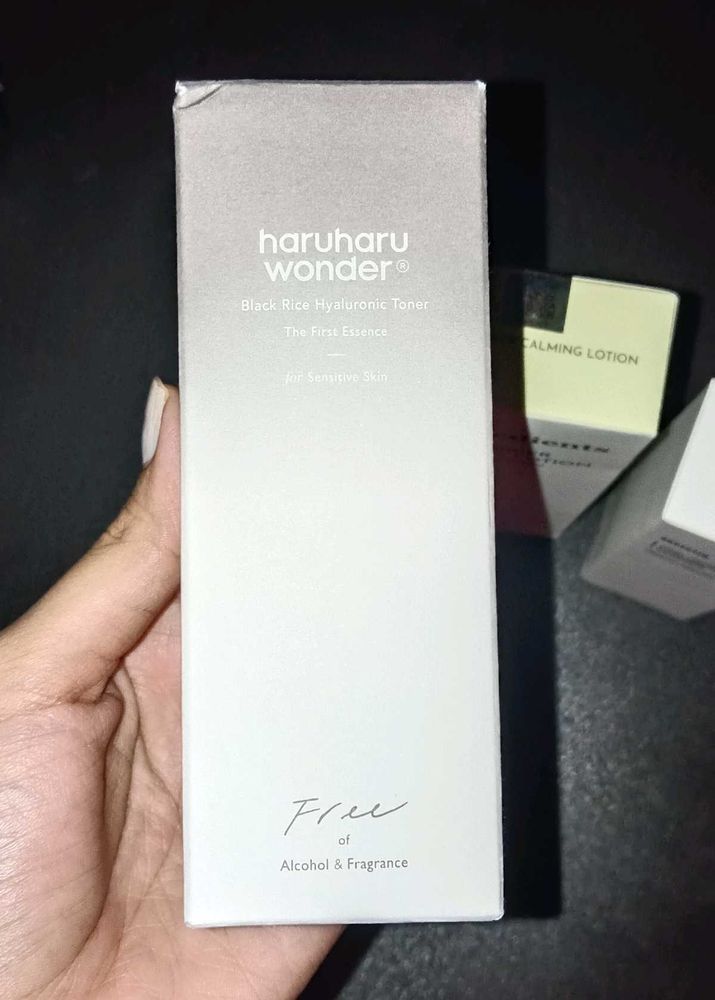 haruharu
wonder®
Black Rice Hyaluronic Toner
The First Essence
for Sensitive Skin
Free
of
Alcohol & Fragrance
CALMING LOTION